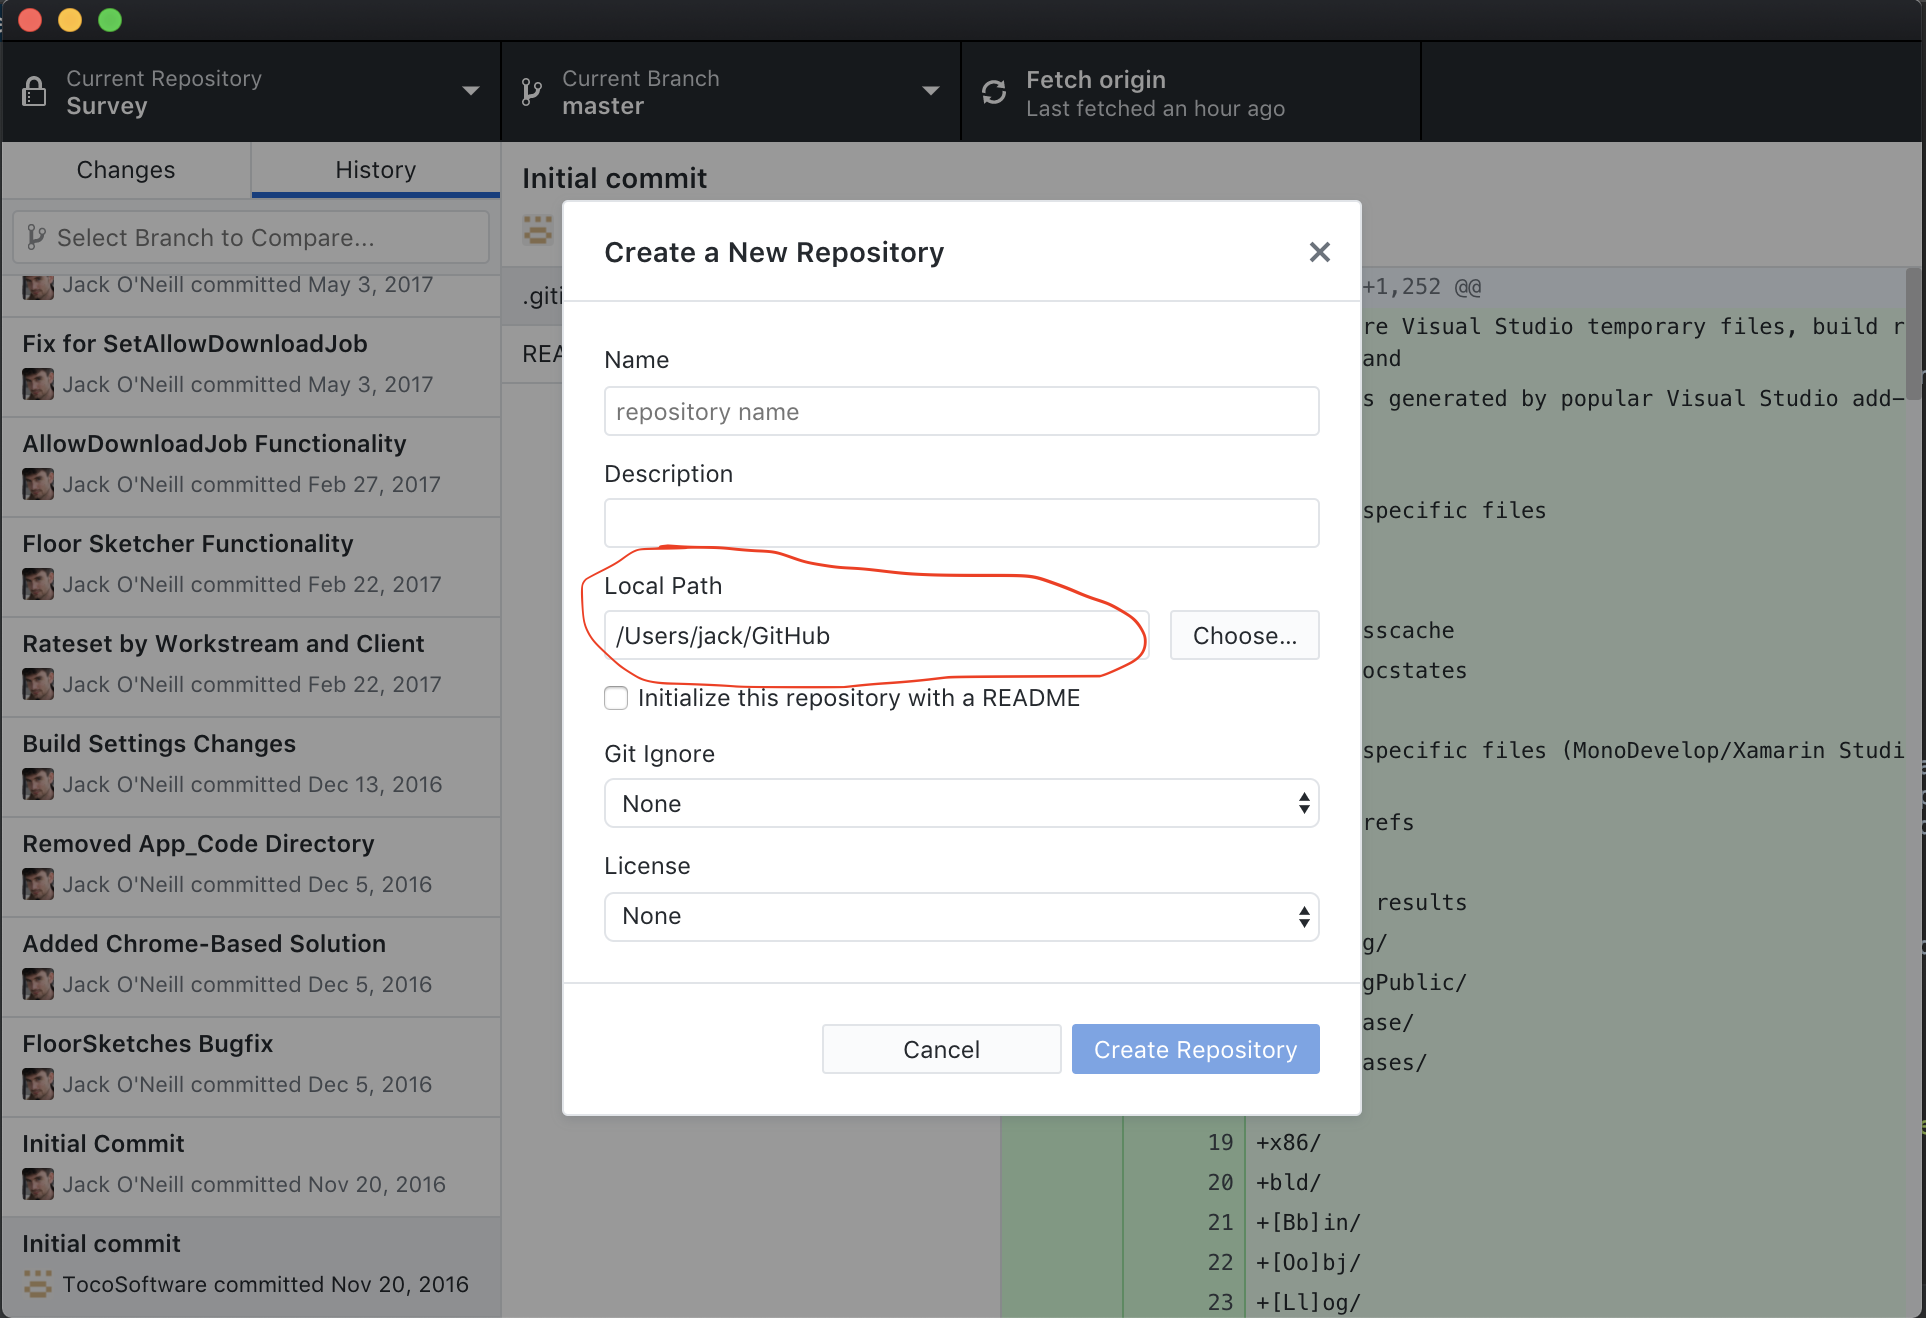 Current Repository
Survey
Current Branch
master
Fetch origin
Last fetched an hour ago
Changes
History
Select Branch to Compare...
Jack O'Neill committed May 3, 2017
Fix for SetAllowDownloadJob
Jack O'Neill committed May 3, 2017
AllowDownloadJob Functionality
Jack O'Neill committed Feb 27, 2017
Floor Sketcher Functionality
Jack O'Neill committed Feb 22, 2017
Rateset by Workstream and Client
Jack O'Neill committed Feb 22, 2017
Build Settings Changes
Jack O'Neill committed Dec 13, 2016
Removed App_Code Directory
Jack O'Neill committed Dec 5, 2016
Added Chrome-Based Solution
Jack O'Neill committed Dec 5, 2016
FloorSketches Bugfix
Jack O'Neill committed Dec 5, 2016
Initial Commit
Jack O'Neill committed Nov 20, 2016
Initial commit
TocoSoftware committed Nov 20, 2016
Initial commit
.giti
REA
Create a New Repository
Name
repository name
Description
Local Path
/Users/jack/GitHub
Choose...
Initialize this repository with a README
Git Ignore
None
License
None
Cancel
Create Repository
+1,252 @@
re Visual Studio temporary files, build r
and
s generated by popular Visual Studio add-
specific files
sscache
ocstates
specific files (MonoDevelop/Xamarin Studi
refs
results
g/
gPublic/
ase/
ases/
19 +x86/
20 +bld/
21 +[Bb]in/
22 +[Oo]bj/
23 +[Ll]og/